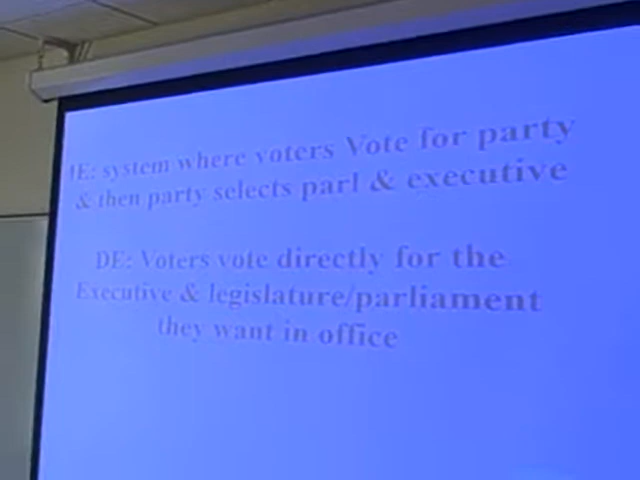 IE: system where voters Vote for party
& then party selects parl & executive
DE: Voters vote directly for the
Executive & legislature/parliament
they want in office